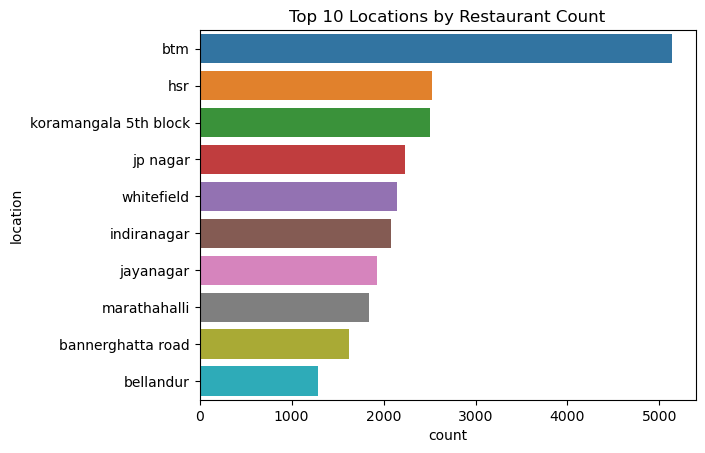 Top 10 Locations by Restaurant Count
location
btm
hsr
koramangala 5th block
jp nagar
whitefield
indiranagar
jayanagar
marathahalli
bannerghatta road
bellandur
0 1000 2000 3000 4000 5000
count